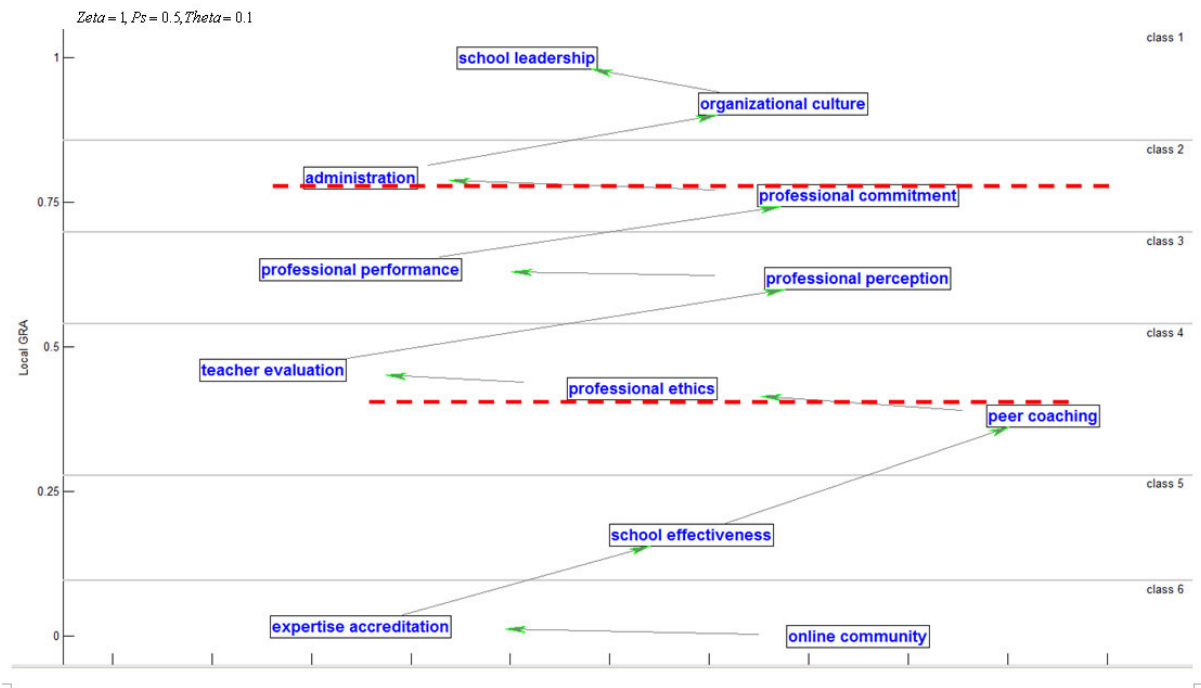 Zeta = 1, Ps = 0.5, Theta = 0.1
class 1
1
school leadership
organizational culture
class 2
administration
professional commitment
0.75
class 3
professional performance
professional perception
class 4
0.5
Local GRA
teacher evaluation
professional ethics
peer coaching
class 5
0.25
school effectiveness
class 6
expertise accreditation
online community
0